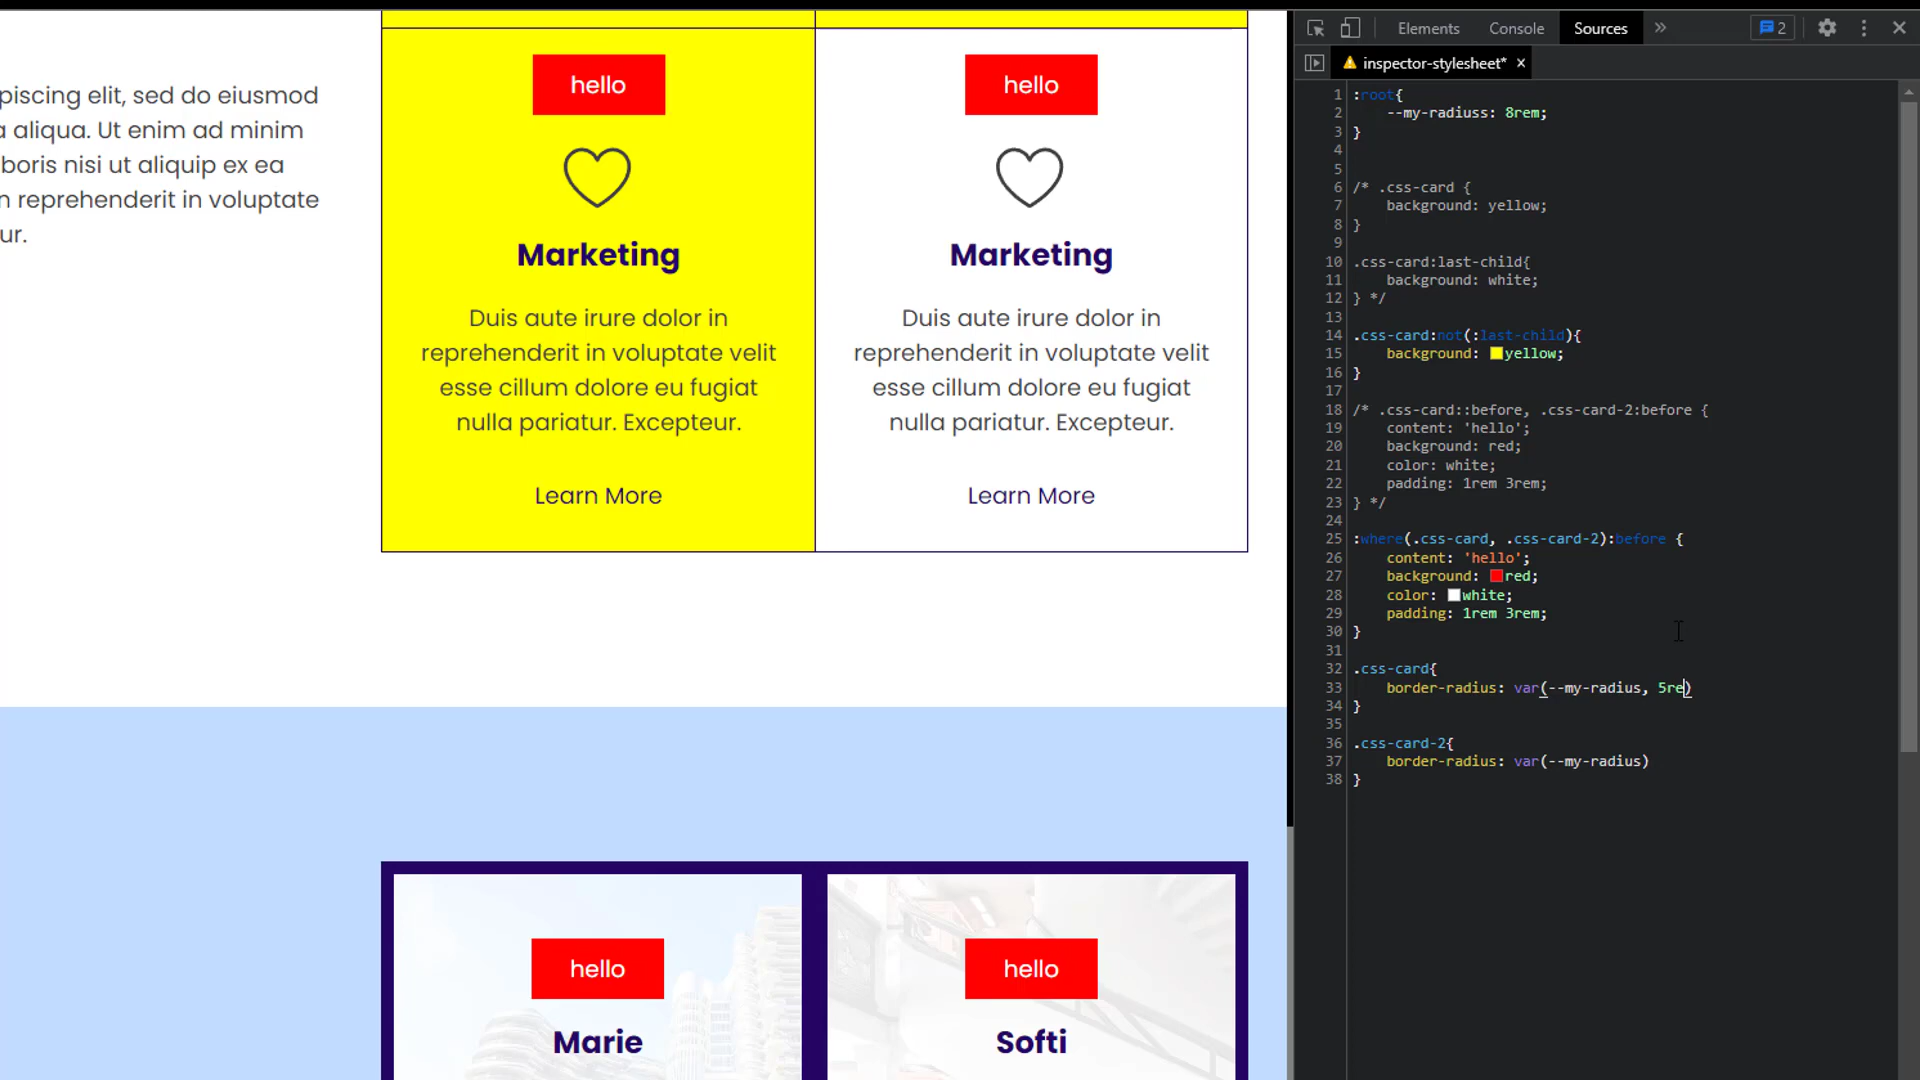 piscing elit, sed do eiusmod
a aliqua. Ut enim ad minim
boris nisi ut aliquip ex ea
n reprehenderit in voluptate
ur.
hello
hello
Marketing
Marketing
Duis aute irure dolor in
reprehenderit in voluptate velit
esse cillum dolore eu fugiat
nulla pariatur. Excepteur.
Duis aute irure dolor in
reprehenderit in voluptate velit
esse cillum dolore eu fugiat
nulla pariatur. Excepteur.
Learn More
Learn More
hello
hello
Marie
Softi
Elements Console Sources » 2
inspector-stylesheet* ×
1 :root{
2 --my-radiuss: 8rem;
3 }
4
5
6 /* .css-card {
7 background: yellow;
8 }
9
10 .css-card:last-child{
11 background: white;
12 } */
13
14 .css-card:not(:last-child){
15 background: yellow;
16 }
17
18 /* .css-card::before, .css-card-2:before {
19 content: 'hello';
20 background: red;
21 color: white;
22 padding: 1rem 3rem;
23 } */
24
25 :where(.css-card, .css-card-2):before {
26 content: 'hello';
27 background: red;
28 color: white;
29 padding: 1rem 3rem;
30 }
31
32 .css-card{
33 border-radius: var(--my-radius, 5re)
34 }
35
36 .css-card-2{
37 border-radius: var(--my-radius)
38 }